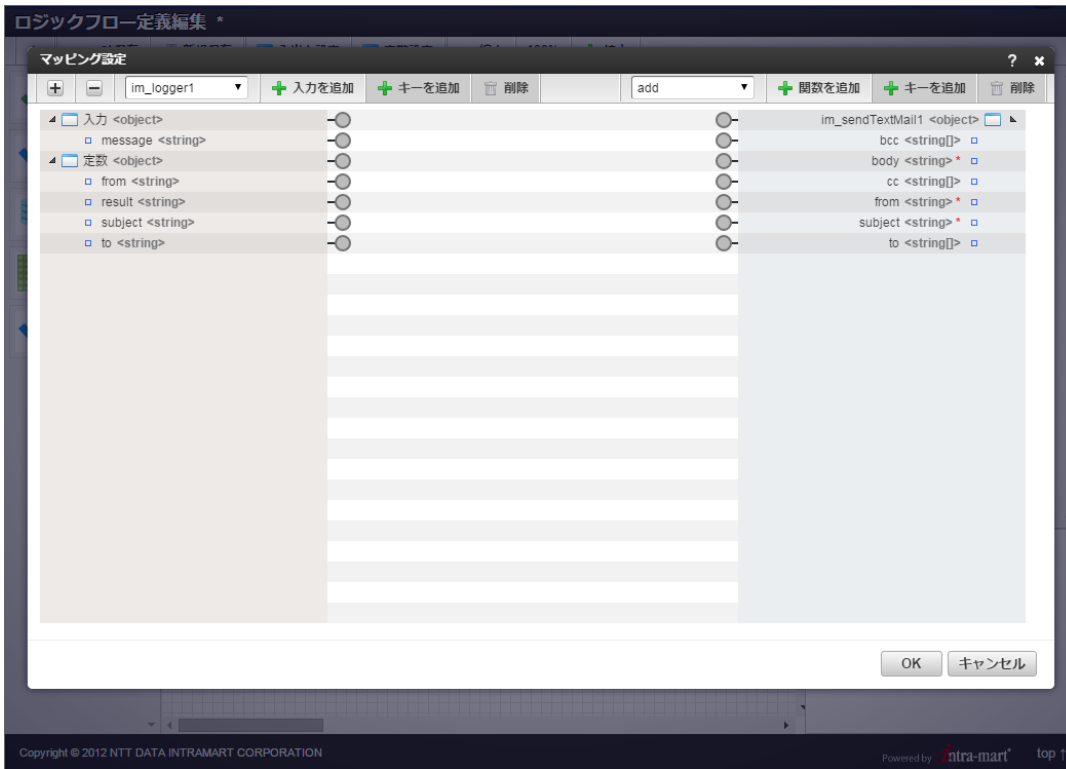 ロジックフロー定義編集 *
マッピング設定 ? ×
im_logger1 ▼ 入力を追加 キーを追加 削除 add ▼ 関数を追加 キーを追加 削除
入力 <object> im_sendTextMail1 <object>
message <string> bcc <string[]>
定数 <object> body <string> *
from <string> cc <string[]>
result <string> from <string> *
subject <string> subject <string> *
to <string> to <string[]>
OK キャンセル
Copyright © 2012 NTT DATA INTRAMART CORPORATION Powered by intra-mart top ↑